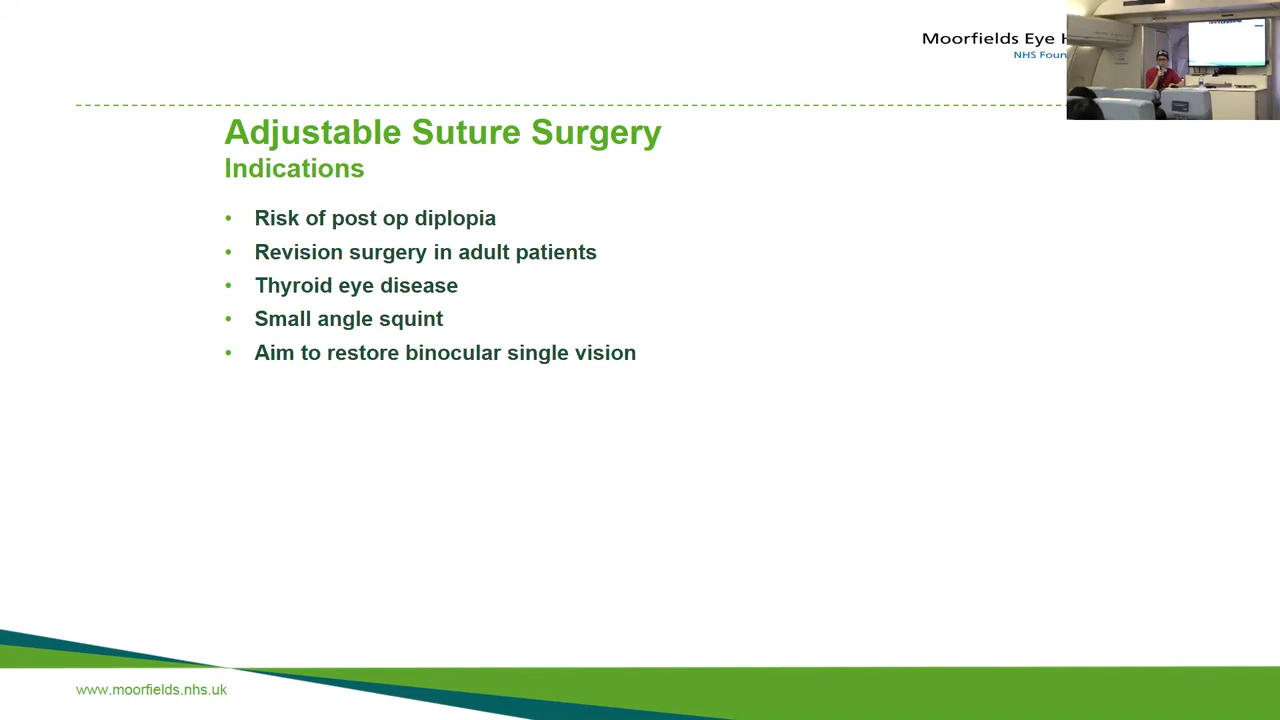 Moorfields Eye
NHS
Adjustable Suture Surgery
Indications
• Risk of post op diplopia
• Revision surgery in adult patients
• Thyroid eye disease
• Small angle squint
• Aim to restore binocular single vision
www.moorfields.nhs.uk